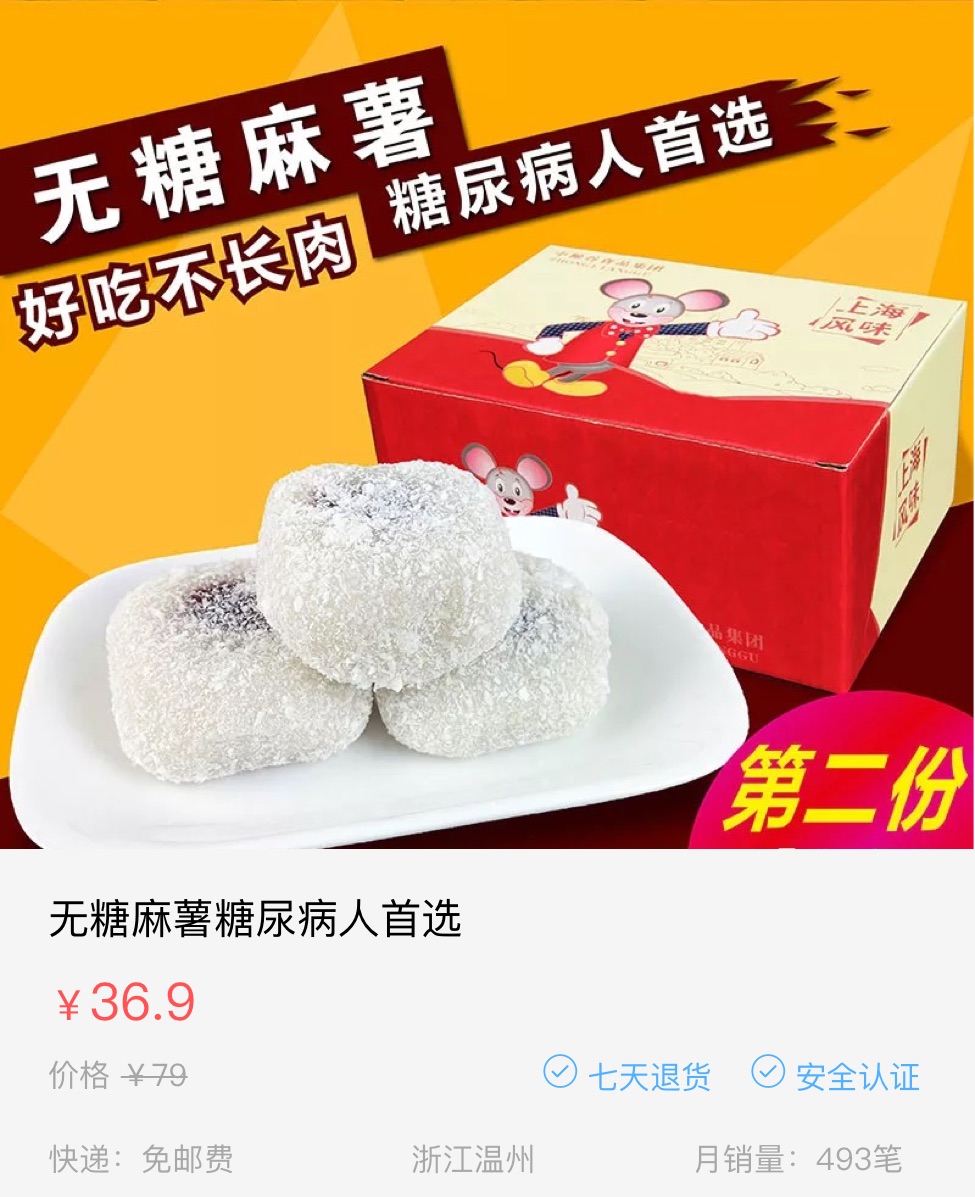 无糖麻薯
糖尿病人首选
好吃不长肉
上海
风味
上海
风味
品集团
第二份
无糖麻薯糖尿病人首选
¥36.9
价格 ¥79
七天退货
安全认证
快递：免邮费
浙江温州
月销量：493笔